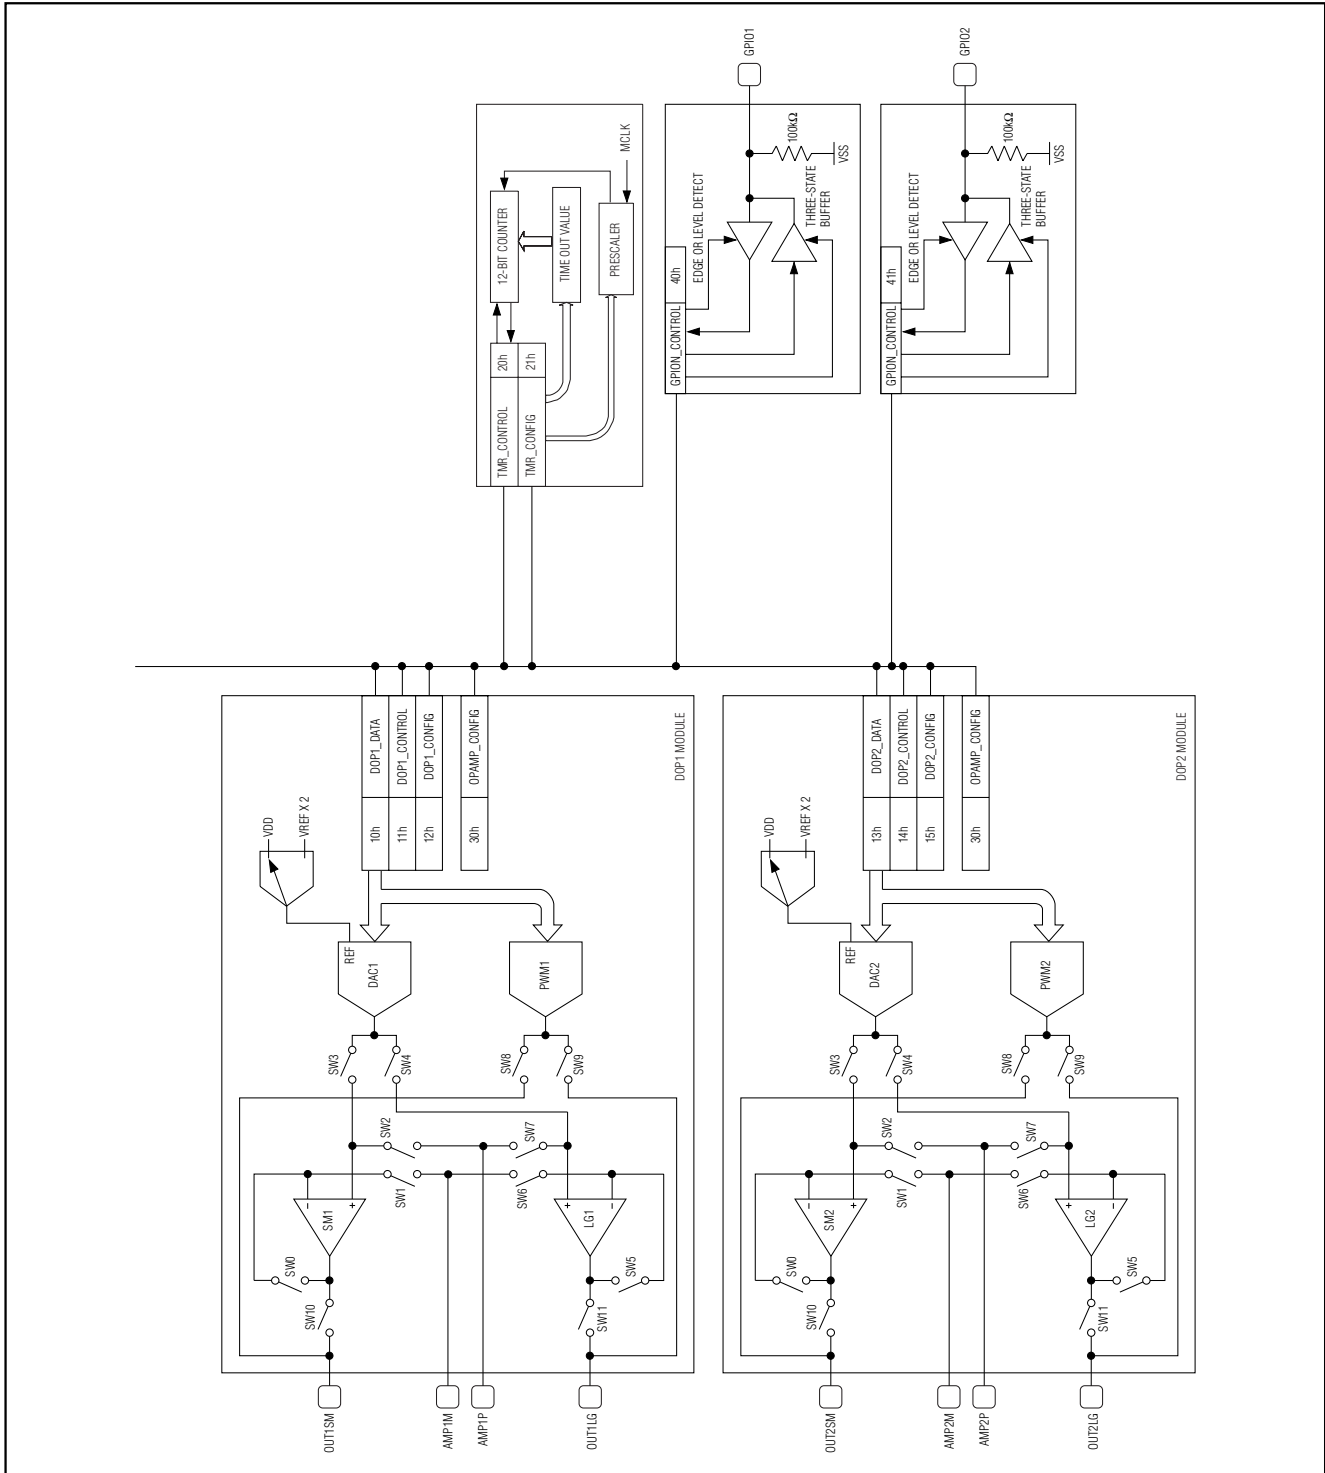 GPIO1
GPIO2
MCLK
12-BIT COUNTER
TIME OUT VALUE
PRESCALER
TMR_CONTROL
20h
TMR_CONFIG
21h
100kΩ
VSS
EDGE OR LEVEL DETECT
THREE-STATE
BUFFER
GPION_CONTROL
40h
100kΩ
VSS
EDGE OR LEVEL DETECT
THREE-STATE
BUFFER
GPION_CONTROL
41h
DOP1 MODULE
10h
DOP1_DATA
11h
DOP1_CONTROL
12h
DOP1_CONFIG
30h
OPAMP_CONFIG
VDD
VREF X 2
REF
DAC1
PWM1
SW3
SW4
SW8
SW9
SW2
SW7
SW1
SW6
SM1
-
+
LG1
+
-
SW0
SW5
SW10
SW11
OUT1SM
AMP1M
AMP1P
OUT1LG
DOP2 MODULE
13h
DOP2_DATA
14h
DOP2_CONTROL
15h
DOP2_CONFIG
30h
OPAMP_CONFIG
VDD
VREF X 2
REF
DAC2
PWM2
SW3
SW4
SW8
SW9
SW2
SW7
SW1
SW6
SM2
-
+
LG2
+
-
SW0
SW5
SW10
SW11
OUT2SM
AMP2M
AMP2P
OUT2LG